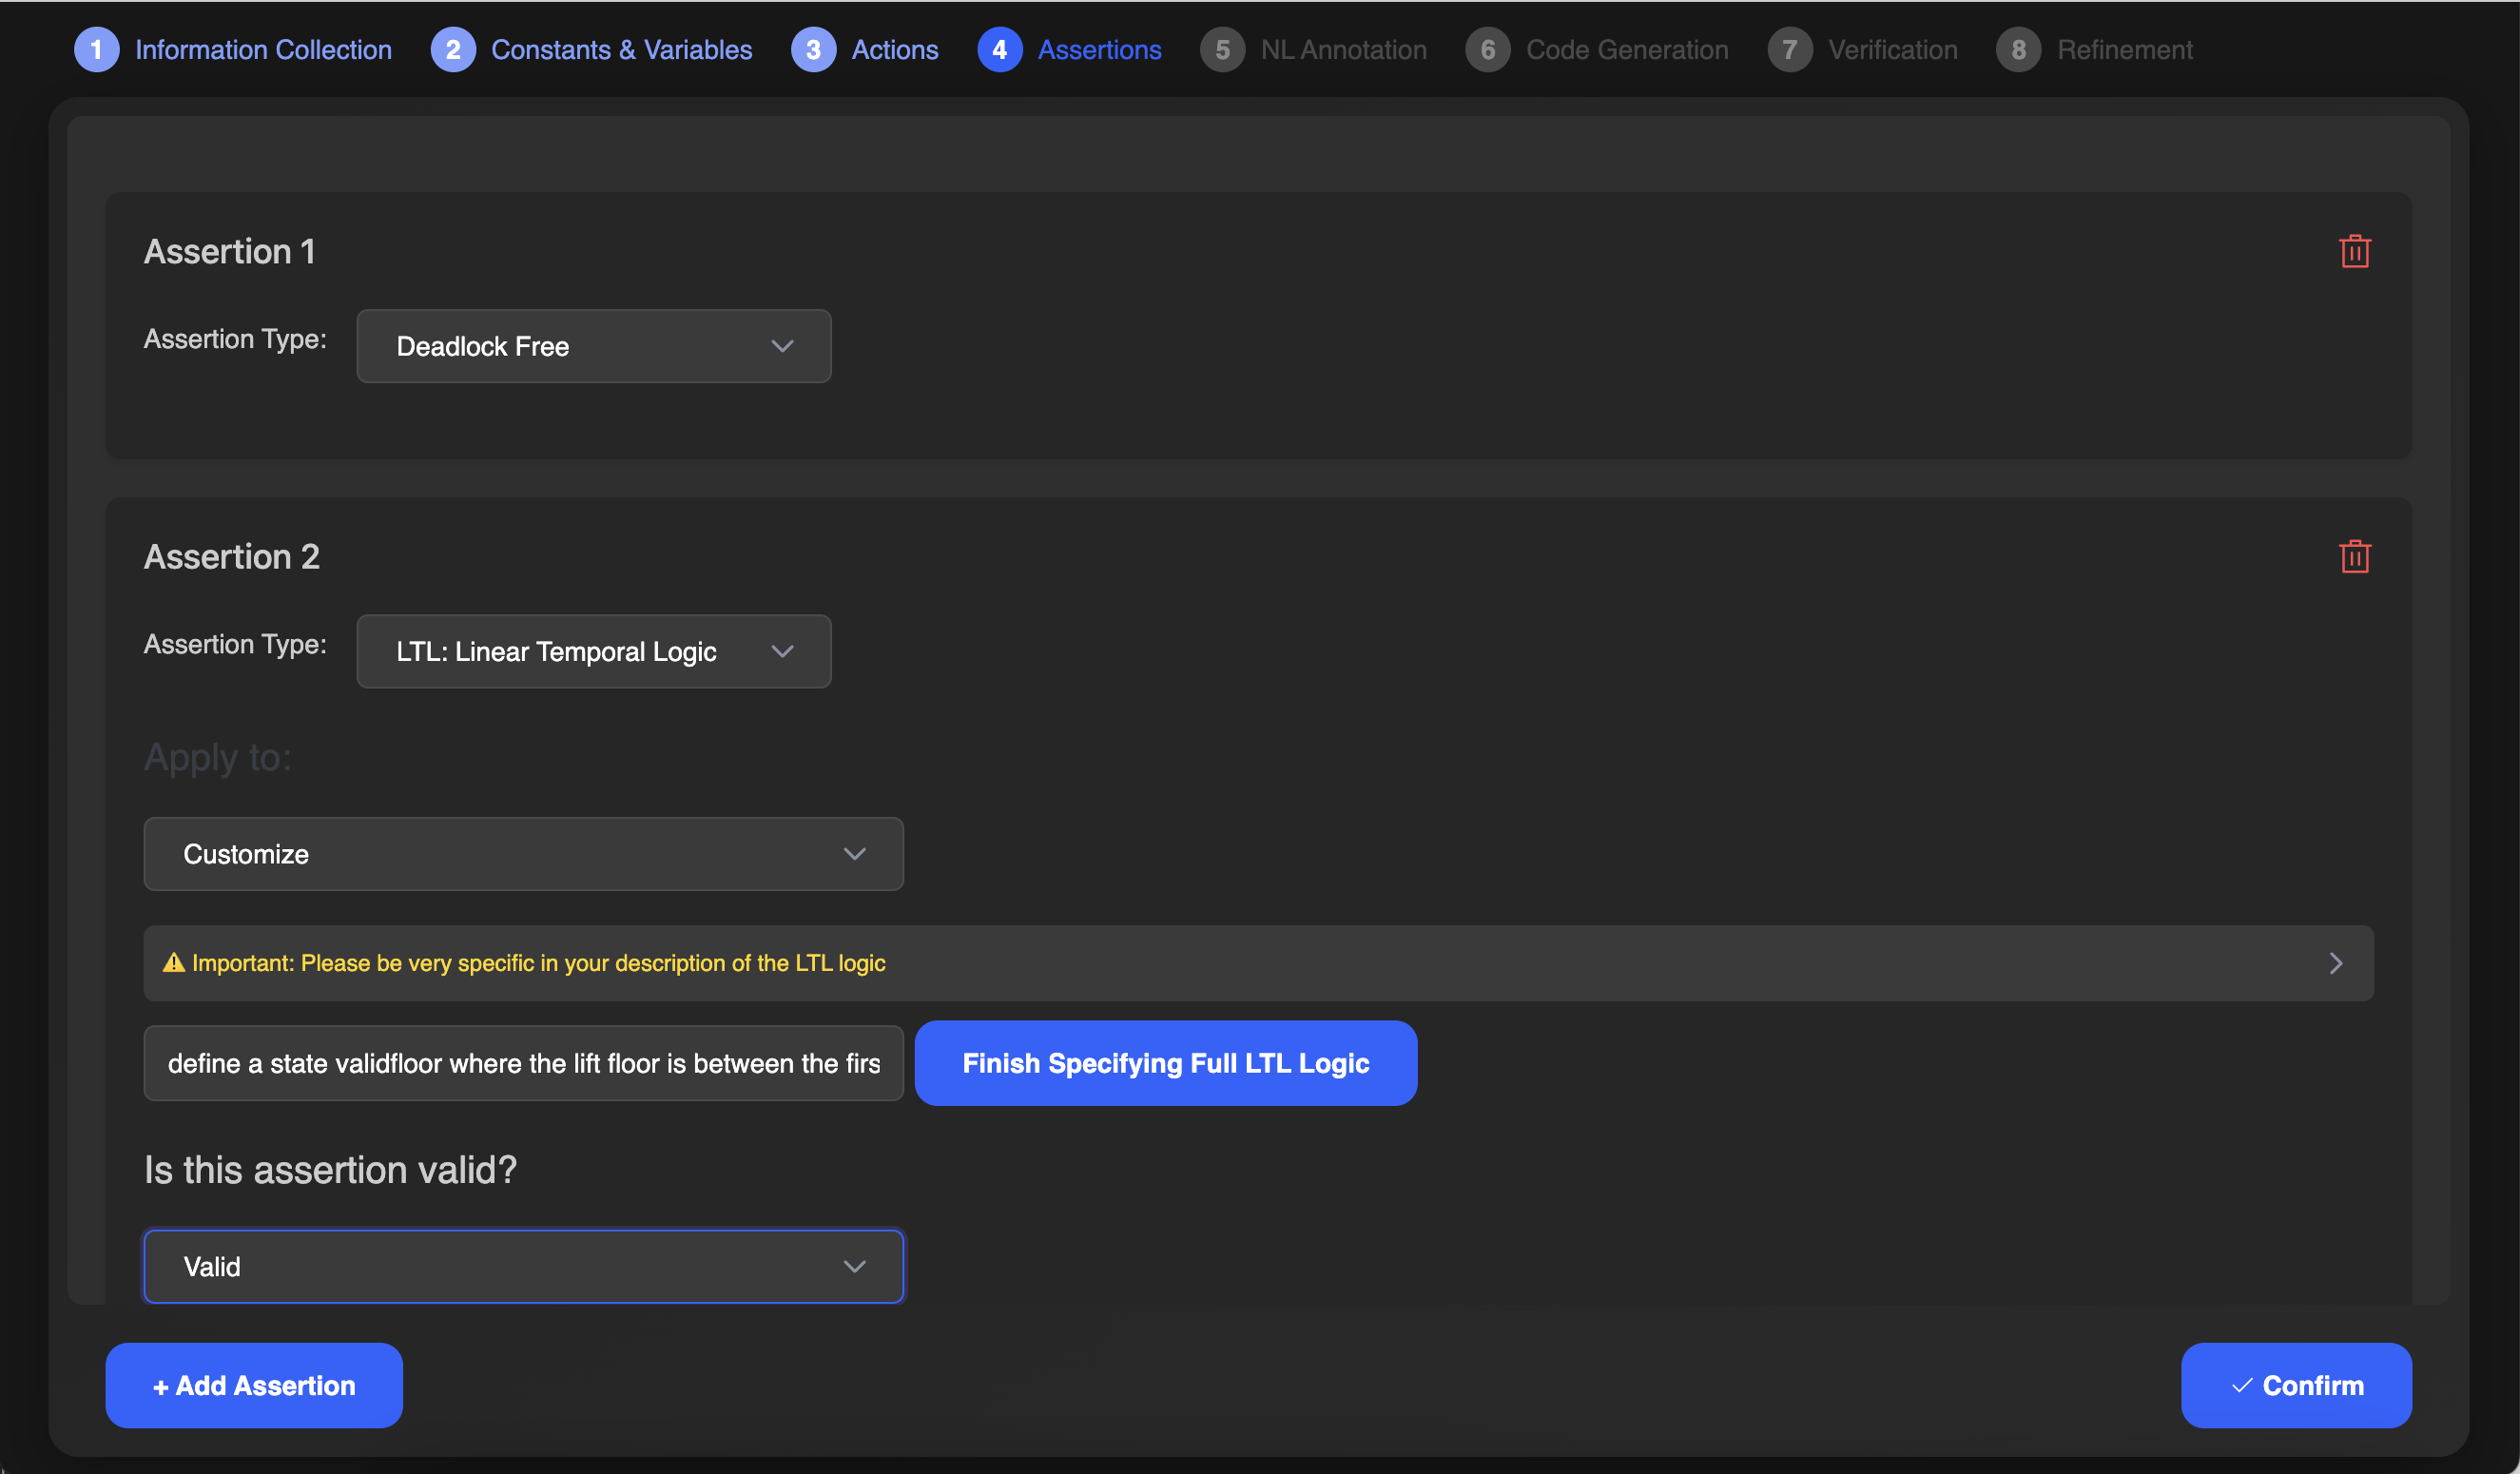 1 Information Collection 2 Constants & Variables 3 Actions 4 Assertions 5 NL Annotation 6 Code Generation 7 Verification 8 Refinement
Assertion 1
Assertion Type: Deadlock Free
Assertion 2
Assertion Type: LTL: Linear Temporal Logic
Apply to:
Customize
Important: Please be very specific in your description of the LTL logic
define a state validfloor where the lift floor is between the firs Finish Specifying Full LTL Logic
Is this assertion valid?
Valid
+ Add Assertion Confirm